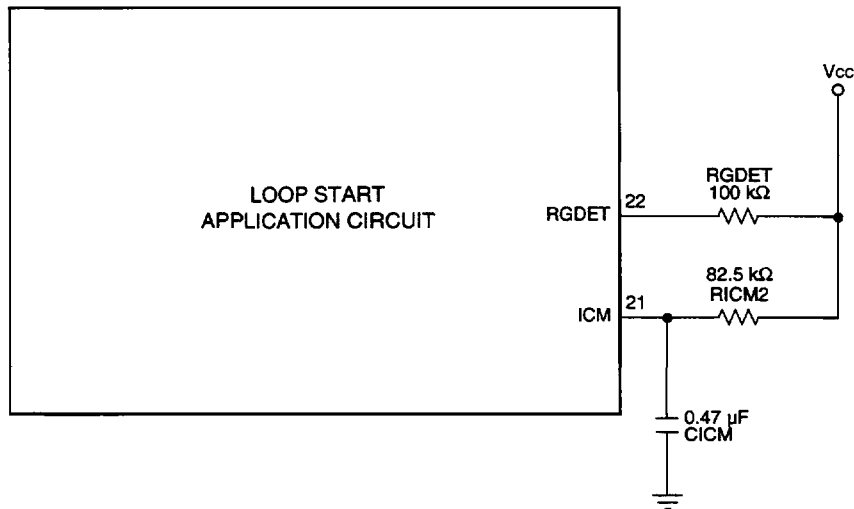 Vcc
RGDET
100 kΩ
LOOP START
APPLICATION CIRCUIT
RGDET
22
82.5 kΩ
RICM2
ICM
21
0.47 µF
CICM